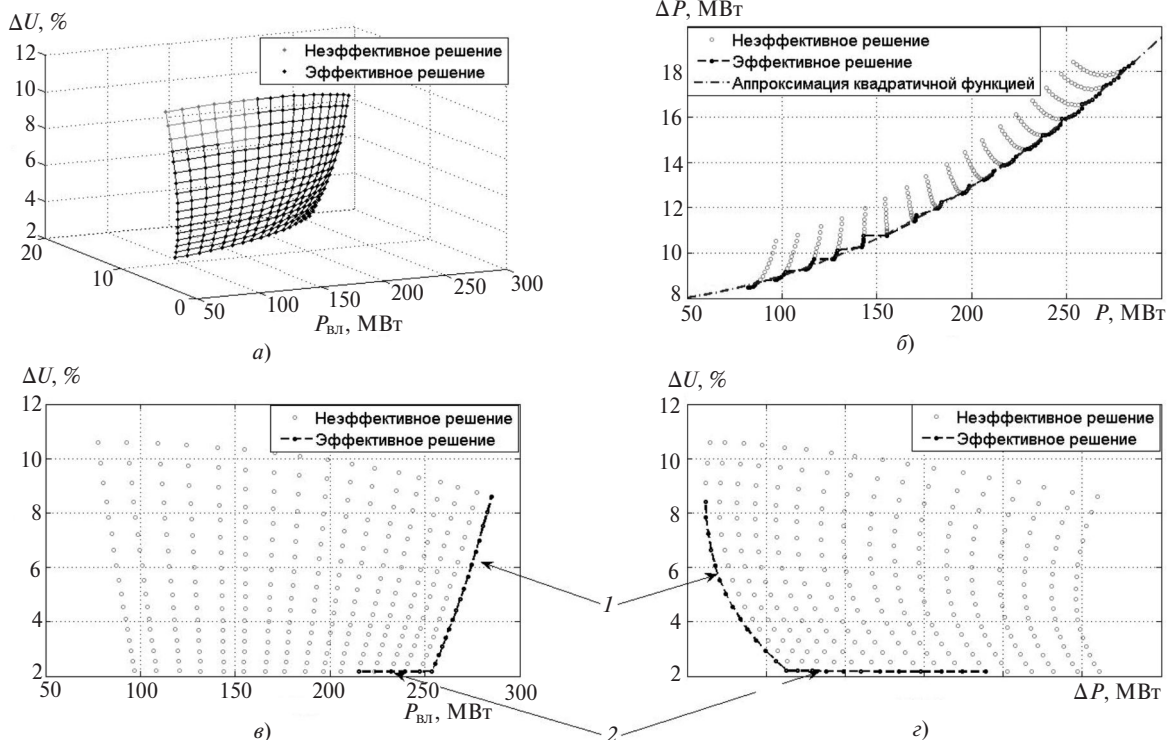 ΔU, %
12
10
8
6
4
2
20
10
0
50
100
150
200
250
300
Pвл, МВт
Неэффективное решение
Эффективное решение
а)
ΔP, МВт
18
16
14
12
10
8
50
100
150
200
250
P, МВт
Неэффективное решение
Эффективное решение
Аппроксимация квадратичной функцией
б)
ΔU, %
12
10
8
6
4
2
50
100
150
200
250
300
Pвл, МВт
Неэффективное решение
Эффективное решение
в)
1
2
ΔU, %
12
10
8
6
4
2
ΔP, МВт
Неэффективное решение
Эффективное решение
г)